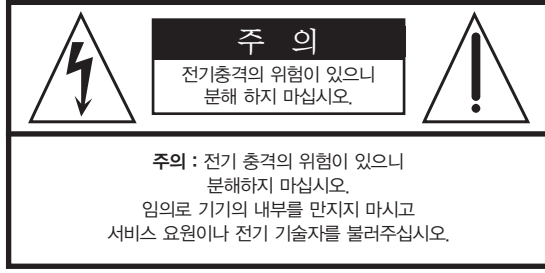 주 의
전기충격의 위험이 있으니
분해 하지 마십시오.
주의 : 전기 충격의 위험이 있으니
분해하지 마십시오.
임의로 기기의 내부를 만지지 마시고
서비스 요원이나 전기 기술자를 불러주십시오.